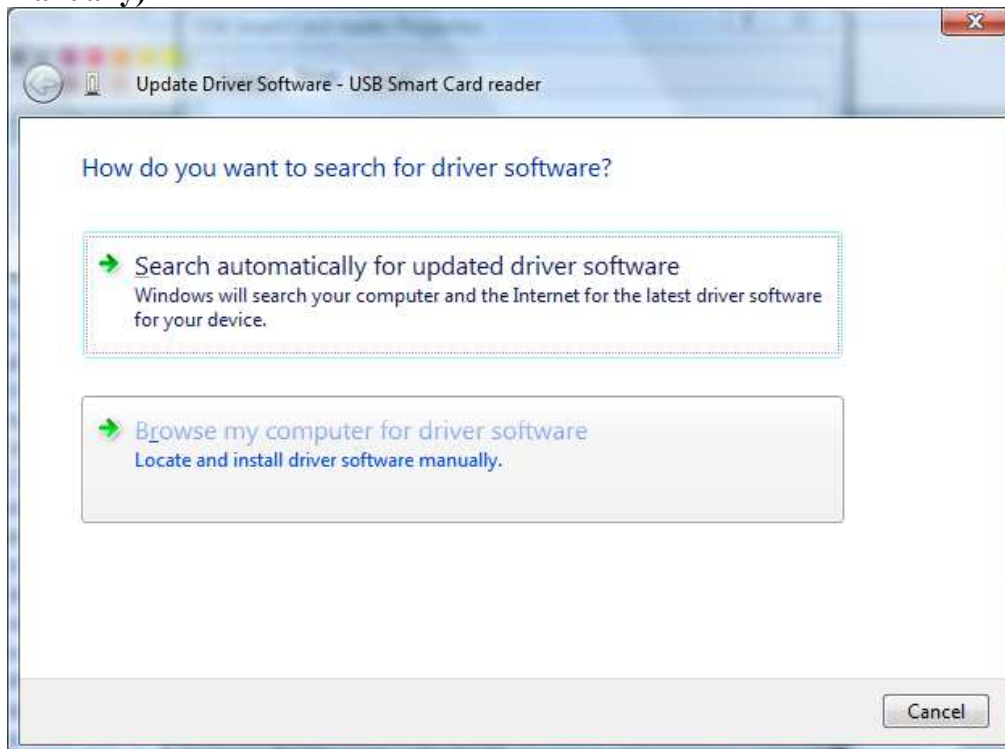 Update Driver Software - USB Smart Card reader
How do you want to search for driver software?
Search automatically for updated driver software
Windows will search your computer and the Internet for the latest driver software
for your device.
Browse my computer for driver software
Locate and install driver software manually.
Cancel